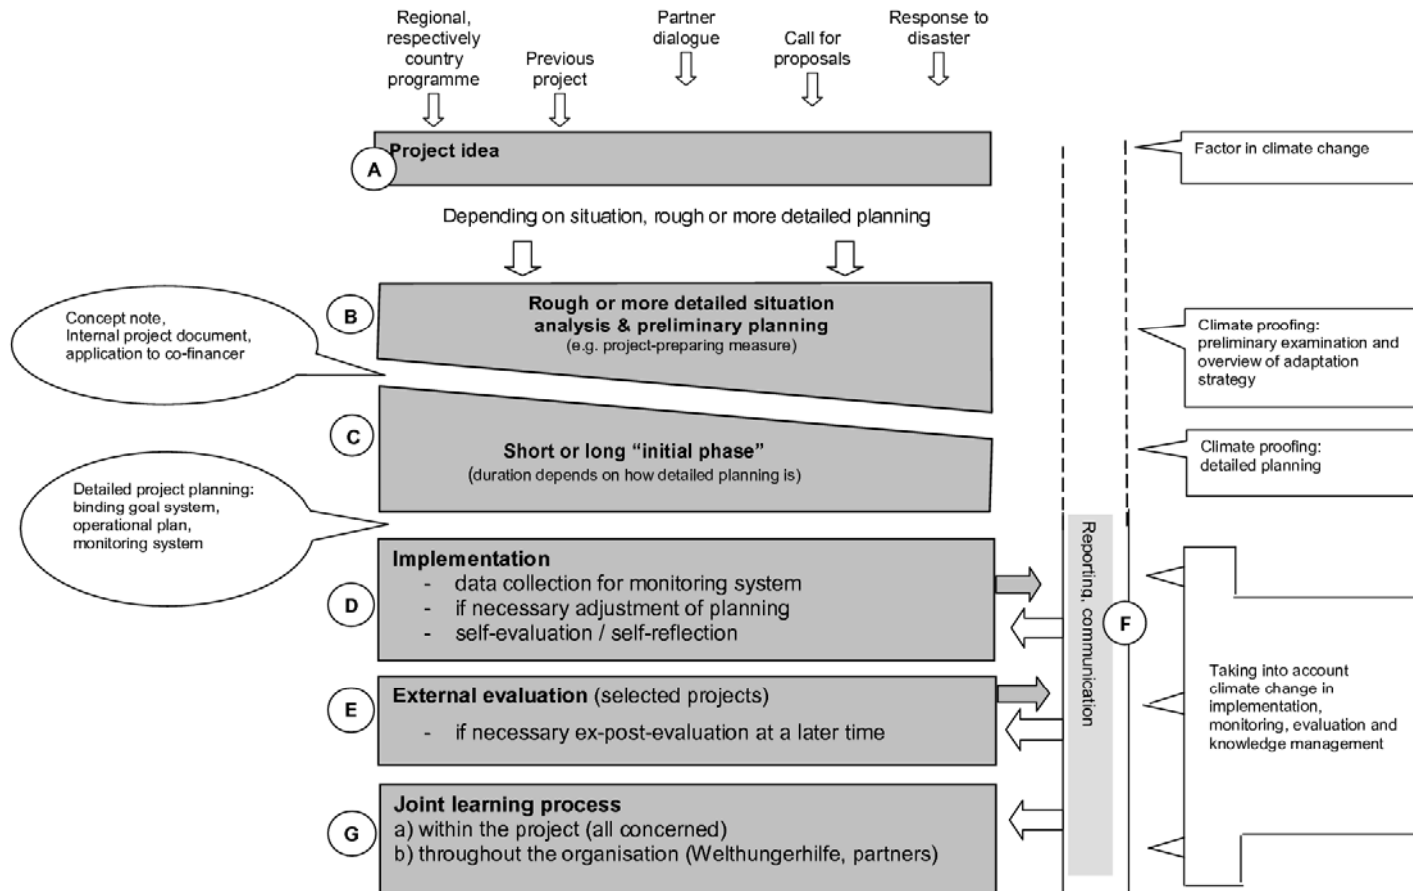 Regional,
respectively
country
programme
Previous
project
Partner
dialogue
Call for
proposals
Response to
disaster
A
Project idea
Factor in climate change
Depending on situation, rough or more detailed planning
B
Rough or more detailed situation
analysis & preliminary planning
(e.g. project-preparing measure)
Concept note,
Internal project document,
application to co-financer
Climate proofing:
preliminary examination and
overview of adaptation
strategy
C
Short or long “initial phase”
(duration depends on how detailed planning is)
Climate proofing:
detailed planning
Detailed project planning:
binding goal system,
operational plan,
monitoring system
D
Implementation
- data collection for monitoring system
- if necessary adjustment of planning
- self-evaluation / self-reflection
Reporting, communication
F
E
External evaluation (selected projects)
- if necessary ex-post-evaluation at a later time
Taking into account
climate change in
implementation,
monitoring, evaluation and
knowledge management
G
Joint learning process
a) within the project (all concerned)
b) throughout the organisation (Welthungerhilfe, partners)